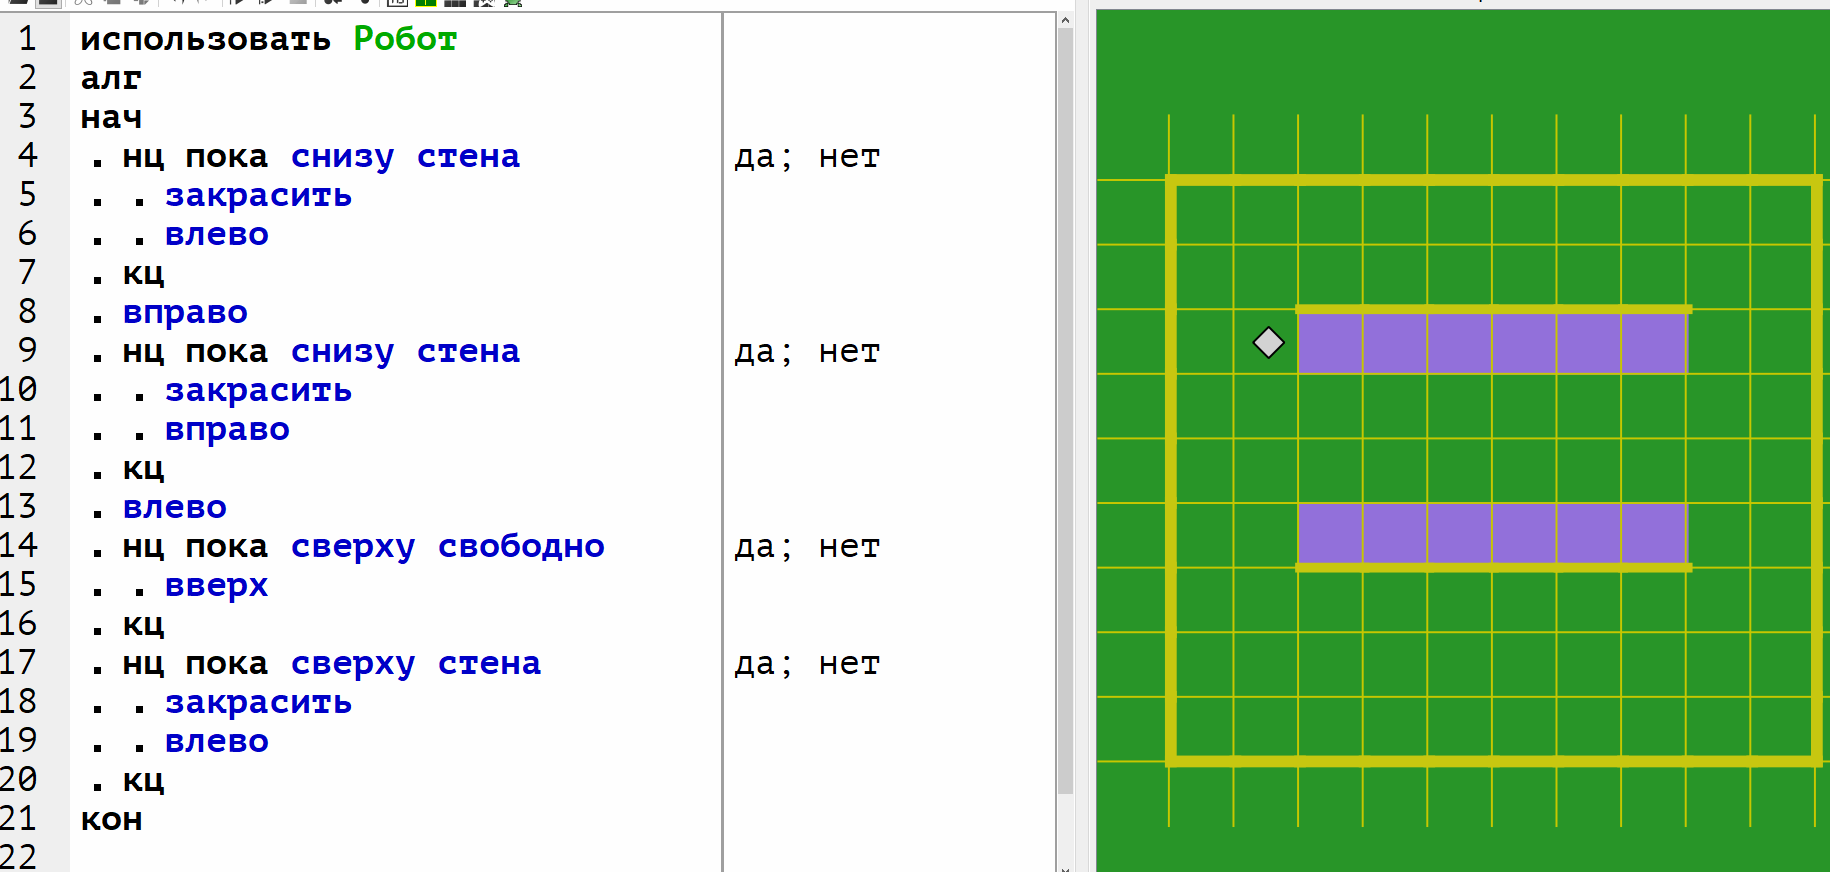 1 использовать Робот
2 алг
3 нач
4 . нц пока снизу стена да; нет
5 . . закрасить
6 . . влево
7 . кц
8 . вправо
9 . нц пока снизу стена да; нет
10 . . закрасить
11 . . вправо
12 . кц
13 . влево
14 . нц пока сверху свободно да; нет
15 . . вверх
16 . кц
17 . нц пока сверху стена да; нет
18 . . закрасить
19 . . влево
20 . кц
21 кон
22